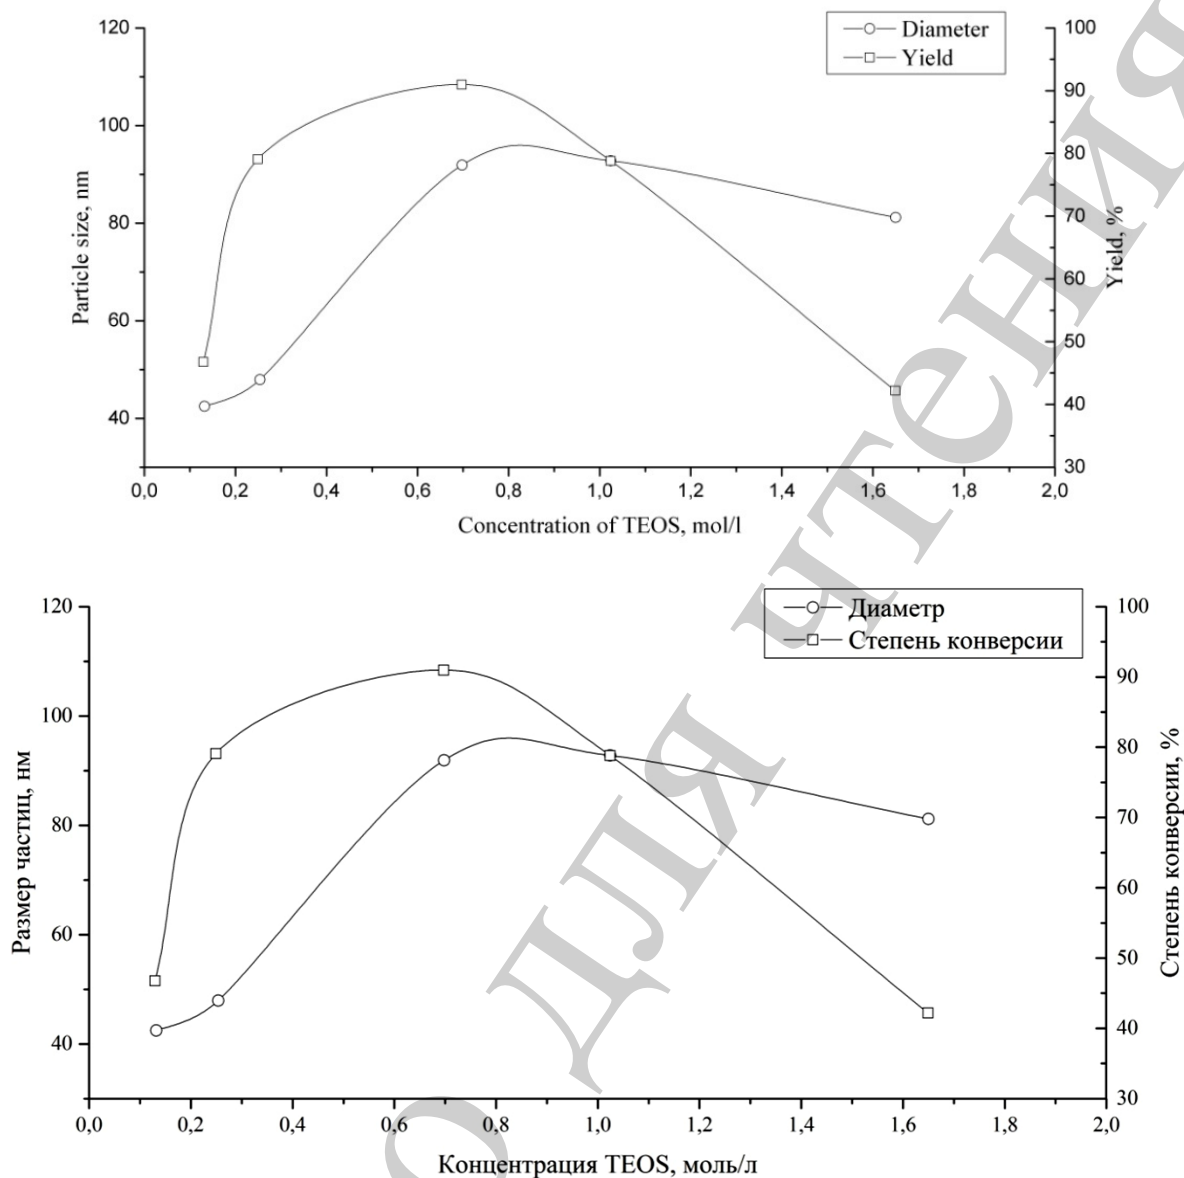 120
100
80
60
40
Particle size, nm
Diameter
Yield
100
90
80
70
60
50
40
30
Yield, %
0,0 0,2 0,4 0,6 0,8 1,0 1,2 1,4 1,6 1,8 2,0
Concentration of TEOS, mol/l
120
100
80
60
40
Размер частиц, нм
Диаметр
Степень конверсии
100
90
80
70
60
50
40
30
Степень конверсии, %
0,0 0,2 0,4 0,6 0,8 1,0 1,2 1,4 1,6 1,8 2,0
Концентрация TEOS, моль/л
о для чтения